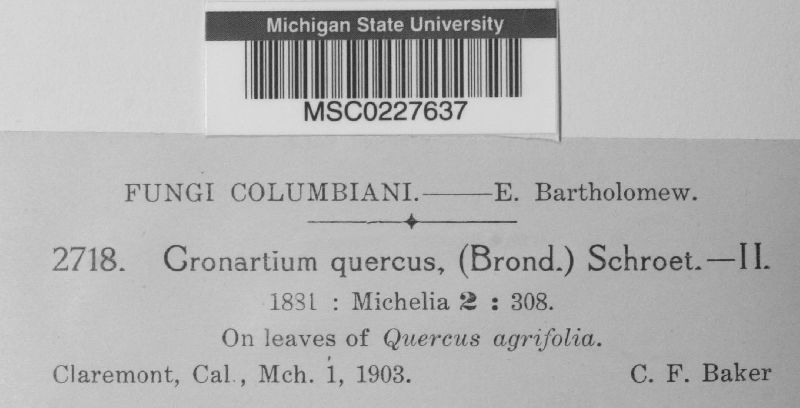 Michigan State University
MSC0227637
FUNGI COLUMBIANI.——E. Bartholomew.
2718. Cronartium quercus, (Brond.) Schroet.—II.
1881 : Michelia 2 : 308.
On leaves of Quercus agrifolia.
Claremont, Cal., Mch. 1, 1903. C. F. Baker